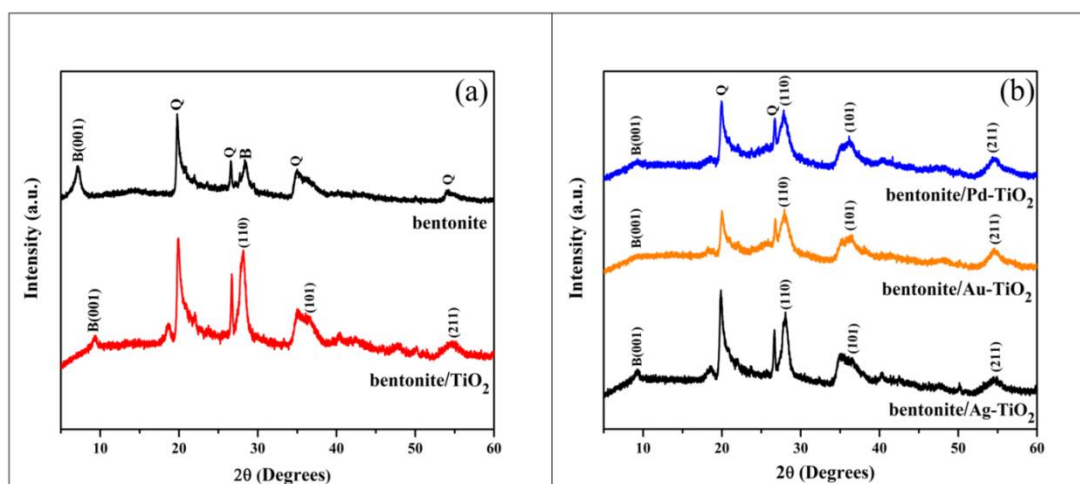 (a)
Intensity (a.u.)
B(001)
Q
Q
B
Q
Q
bentonite
B(001)
(110)
(101)
(211)
bentonite/TiO2
10 20 30 40 50 60
2θ (Degrees)
(b)
Intensity (a.u.)
B(001)
Q
Q
(110)
(101)
(211)
bentonite/Pd-TiO2
B(001)
(110)
(101)
(211)
bentonite/Au-TiO2
B(001)
(110)
(101)
(211)
bentonite/Ag-TiO2
10 20 30 40 50 60
2θ (Degrees)